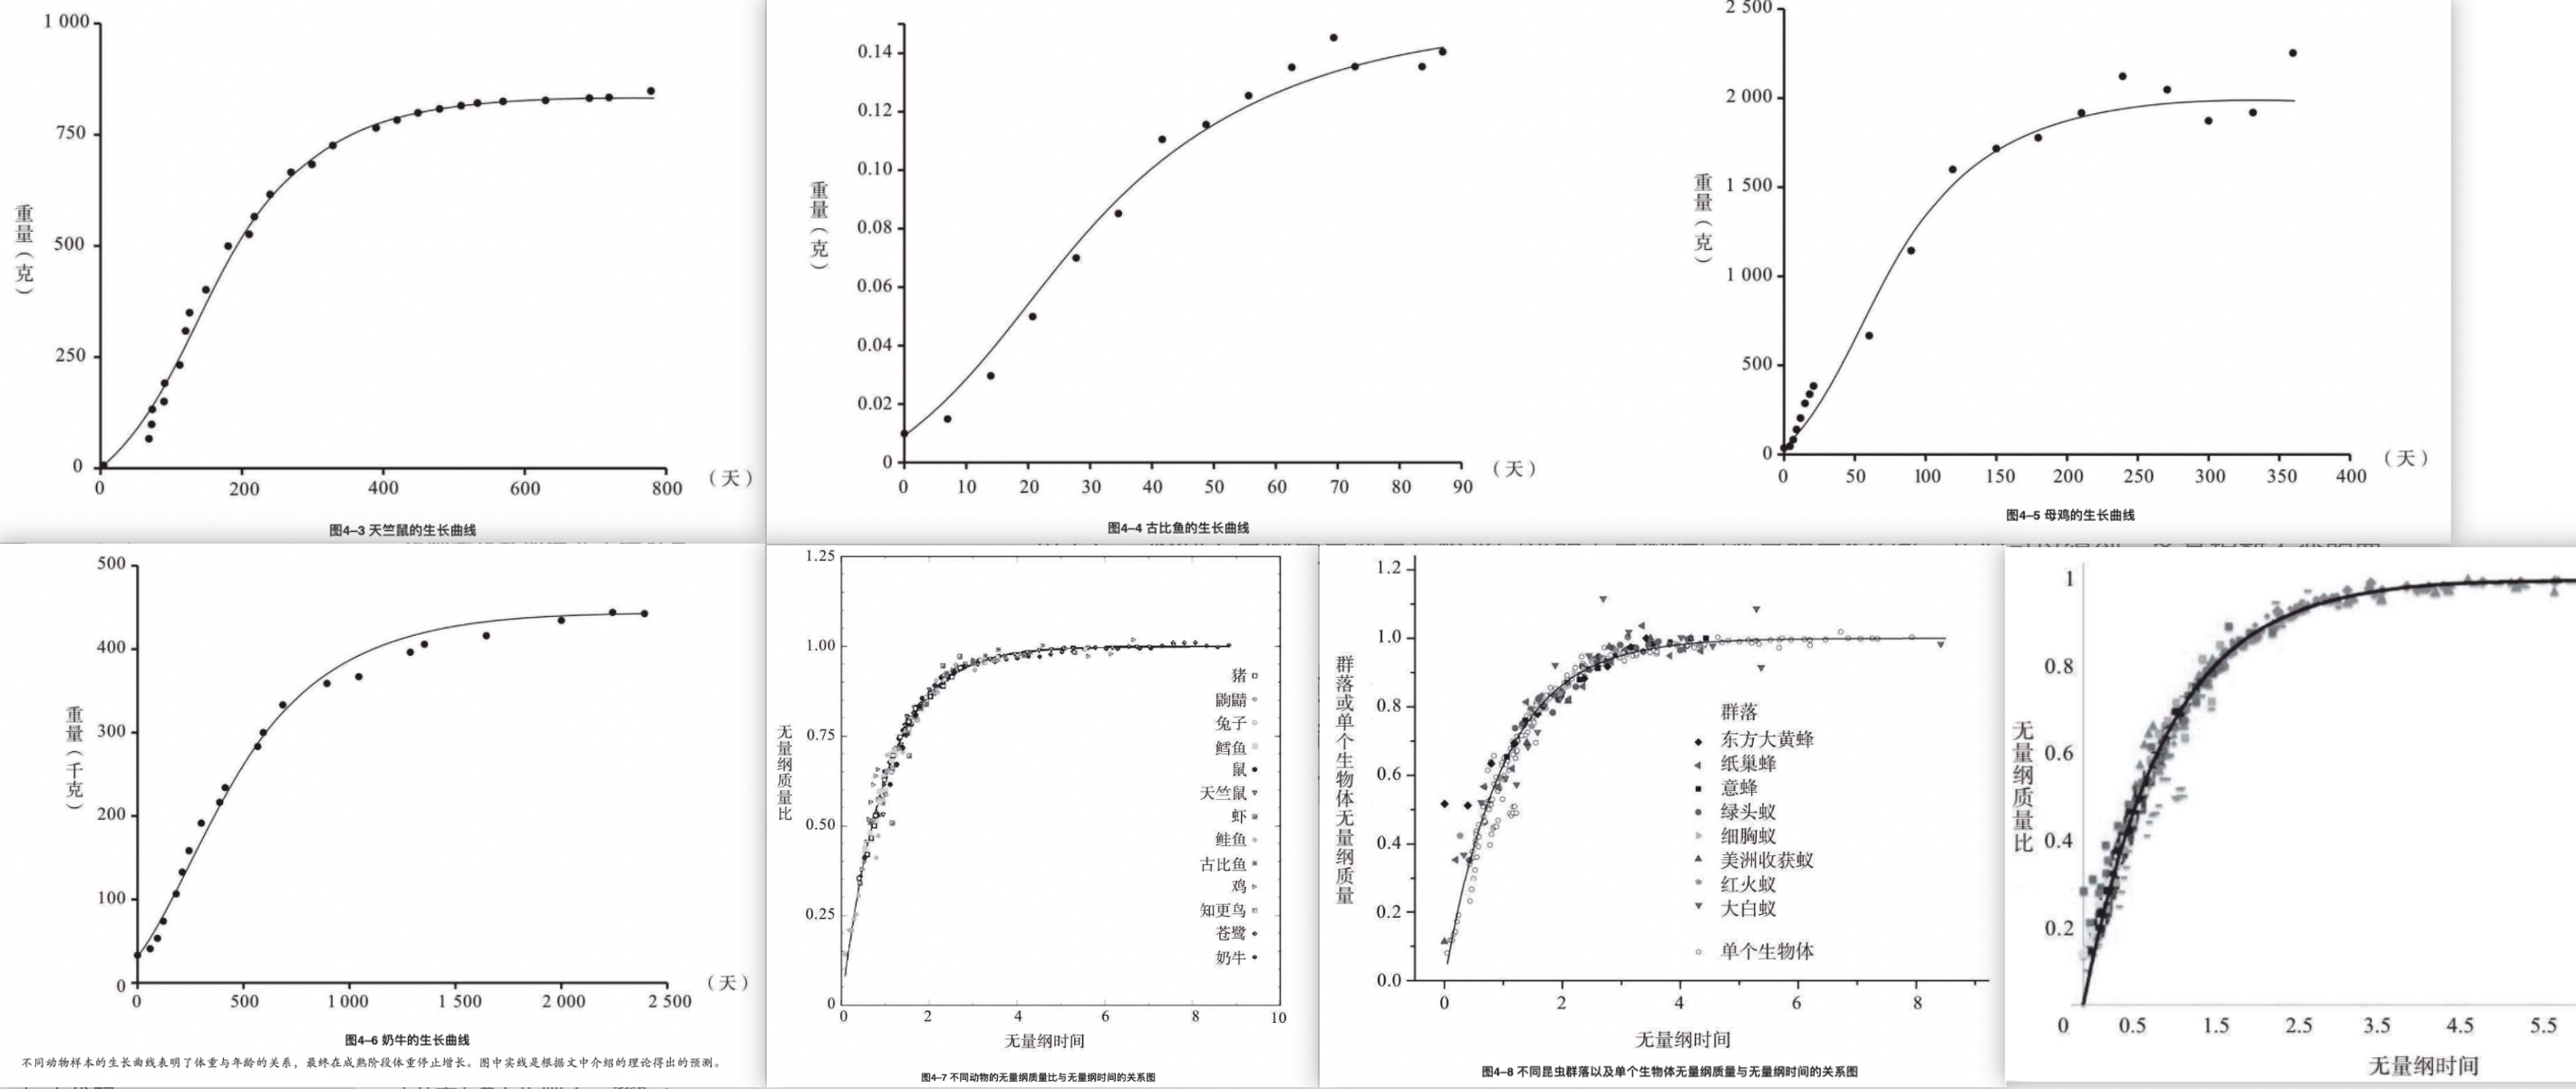 1 000
750
500
250
0
重量（克）
0 200 400 600 800 （天）
图4-3 天竺鼠的生长曲线
0.14
0.12
0.10
0.08
0.06
0.04
0.02
0
重量（克）
0 10 20 30 40 50 60 70 80 90 （天）
图4-4 古比鱼的生长曲线
2 500
2 000
1 500
1 000
500
0
重量（克）
0 50 100 150 200 250 300 350 400 （天）
图4-5 母鸡的生长曲线
500
400
300
200
100
0
重量（千克）
0 500 1 000 1 500 2 000 2 500 （天）
图4-6 奶牛的生长曲线
不同动物样本的生长曲线表明了体重与年龄的关系，最终在成熟阶段体重停止增长。图中实线是根据文中介绍的理论得出的预测。
1.25
1.00
0.75
0.50
0.25
0
无量纲质量比
猪
鼩鼱
兔子
鳕鱼
鼠
天竺鼠
虾
鲑鱼
古比鱼
鸡
知更鸟
苍鹭
奶牛
0 2 4 6 8 10
无量纲时间
图4-7 不同动物的无量纲质量比与无量纲时间的关系图
1.2
1.0
0.8
0.6
0.4
0.2
0.0
群落或单个生物体无量纲质量
群落
东方大黄蜂
纸巢蜂
意蜂
绿头蚁
细胸蚁
美洲收获蚁
红火蚁
大白蚁
单个生物体
0 2 4 6 8
无量纲时间
图4-8 不同昆虫群落以及单个生物体无量纲质量与无量纲时间的关系图
1
0.8
0.6
0.4
0.2
无量纲质量比
0 0.5 1.5 2.5 3.5 4.5 5.5
无量纲时间